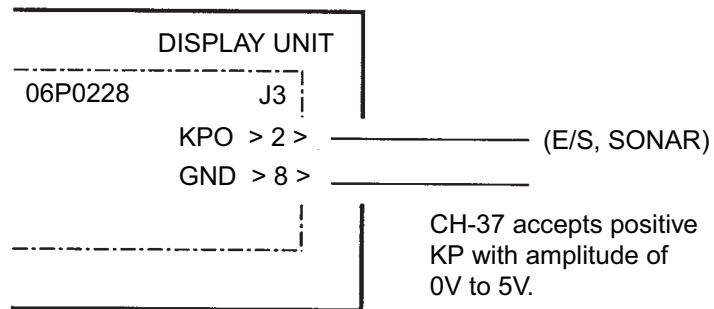 DISPLAY UNIT
06P0228 J3
KPO > 2 > (E/S, SONAR)
GND > 8 >
CH-37 accepts positive
KP with amplitude of
0V to 5V.